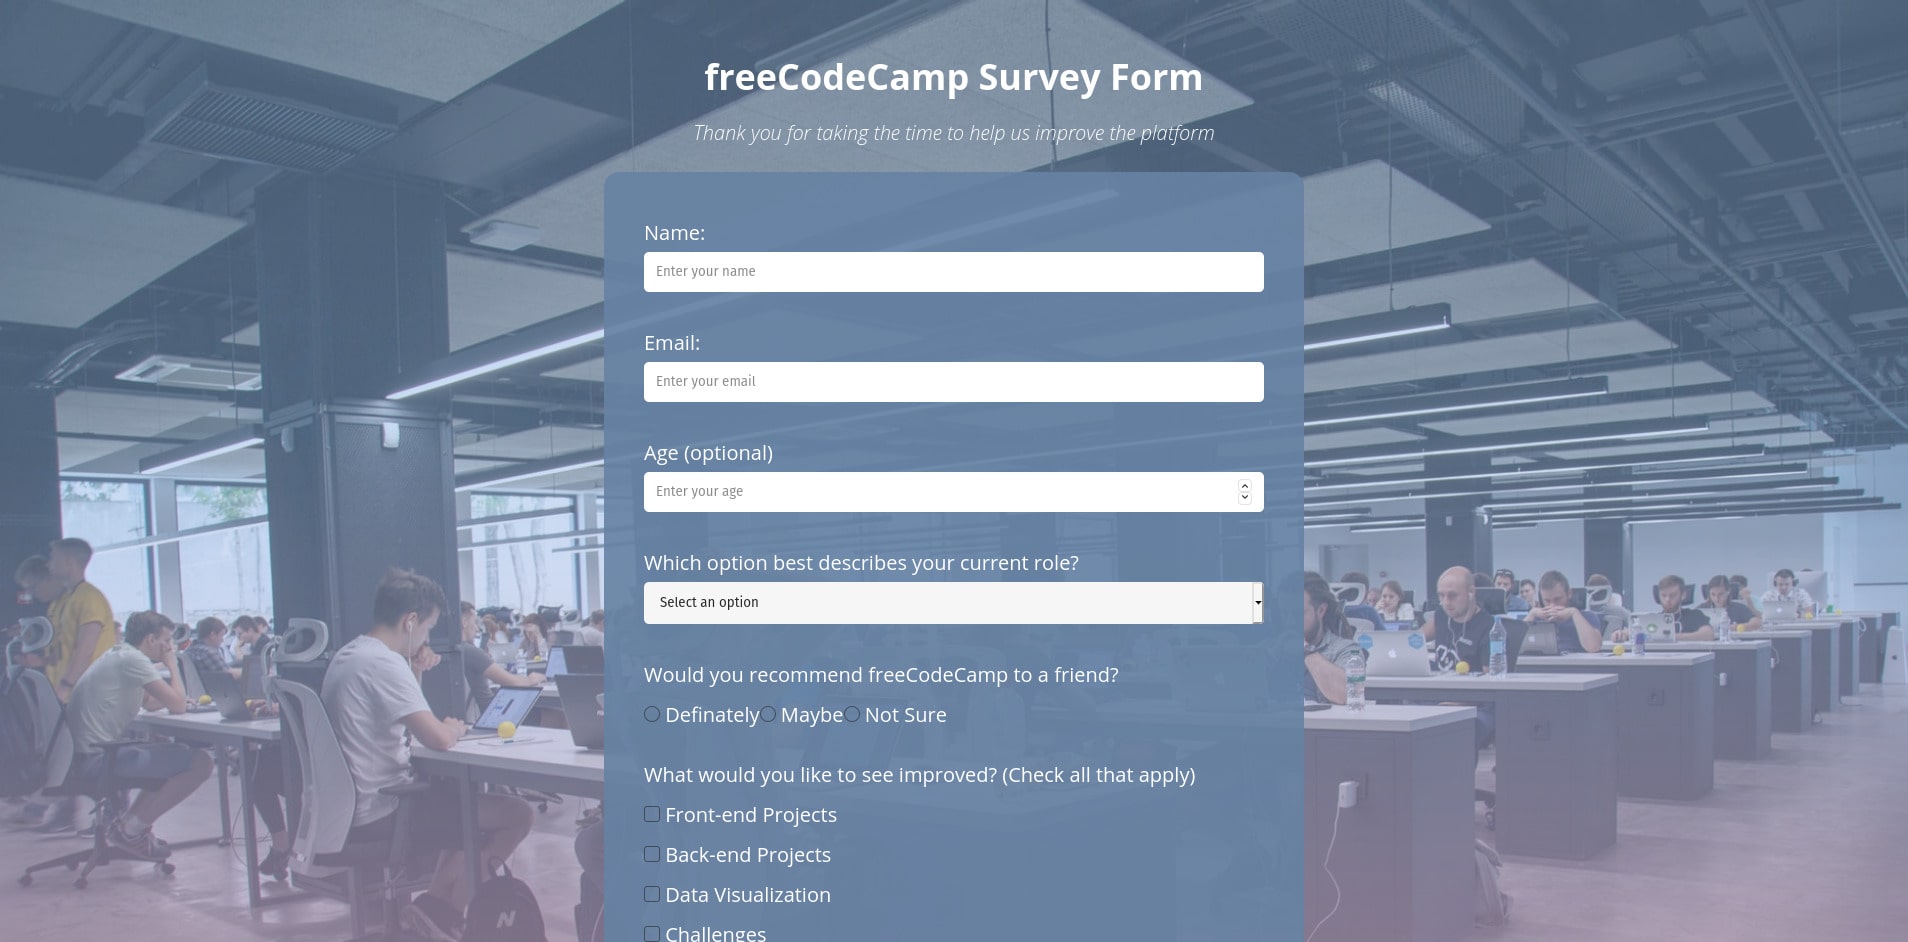 freeCodeCamp Survey Form
Thank you for taking the time to help us improve the platform
Name:
Enter your name
Email:
Enter your email
Age (optional)
Enter your age
Which option best describes your current role?
Select an option
Would you recommend freeCodeCamp to a friend?
Definately Maybe Not Sure
What would you like to see improved? (Check all that apply)
Front-end Projects
Back-end Projects
Data Visualization
Challenges